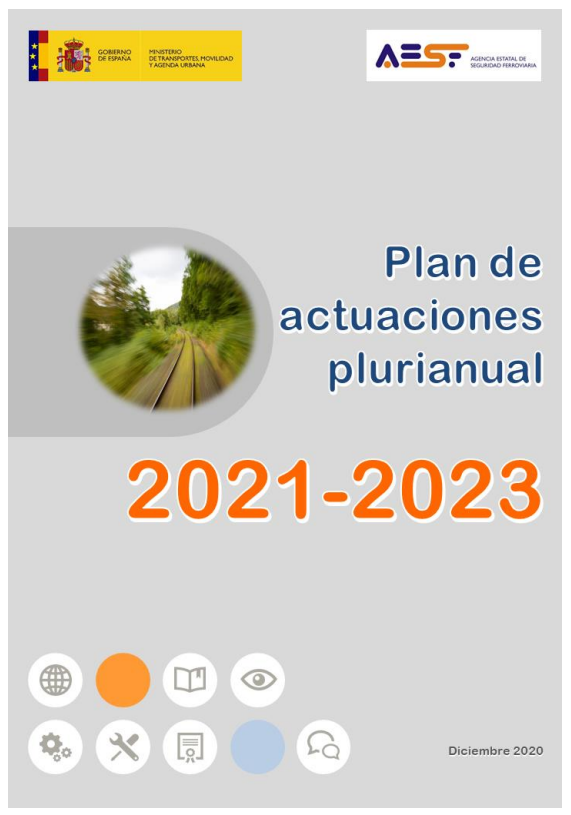 GOBIERNO
DE ESPAÑA
MINISTERIO
DE TRANSPORTES, MOVILIDAD
Y AGENDA URBANA
AESF
AGENCIA ESTATAL DE
SEGURIDAD FERROVIARIA
Plan de
actuaciones
plurianual
2021-2023
Diciembre 2020